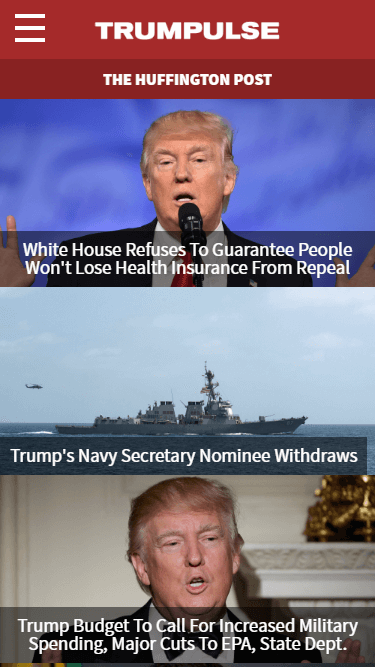 TRUMPULSE
THE HUFFINGTON POST
White House Refuses To Guarantee People
Won't Lose Health Insurance From Repeal
Trump's Navy Secretary Nominee Withdraws
Trump Budget To Call For Increased Military
Spending, Major Cuts To EPA, State Dept.